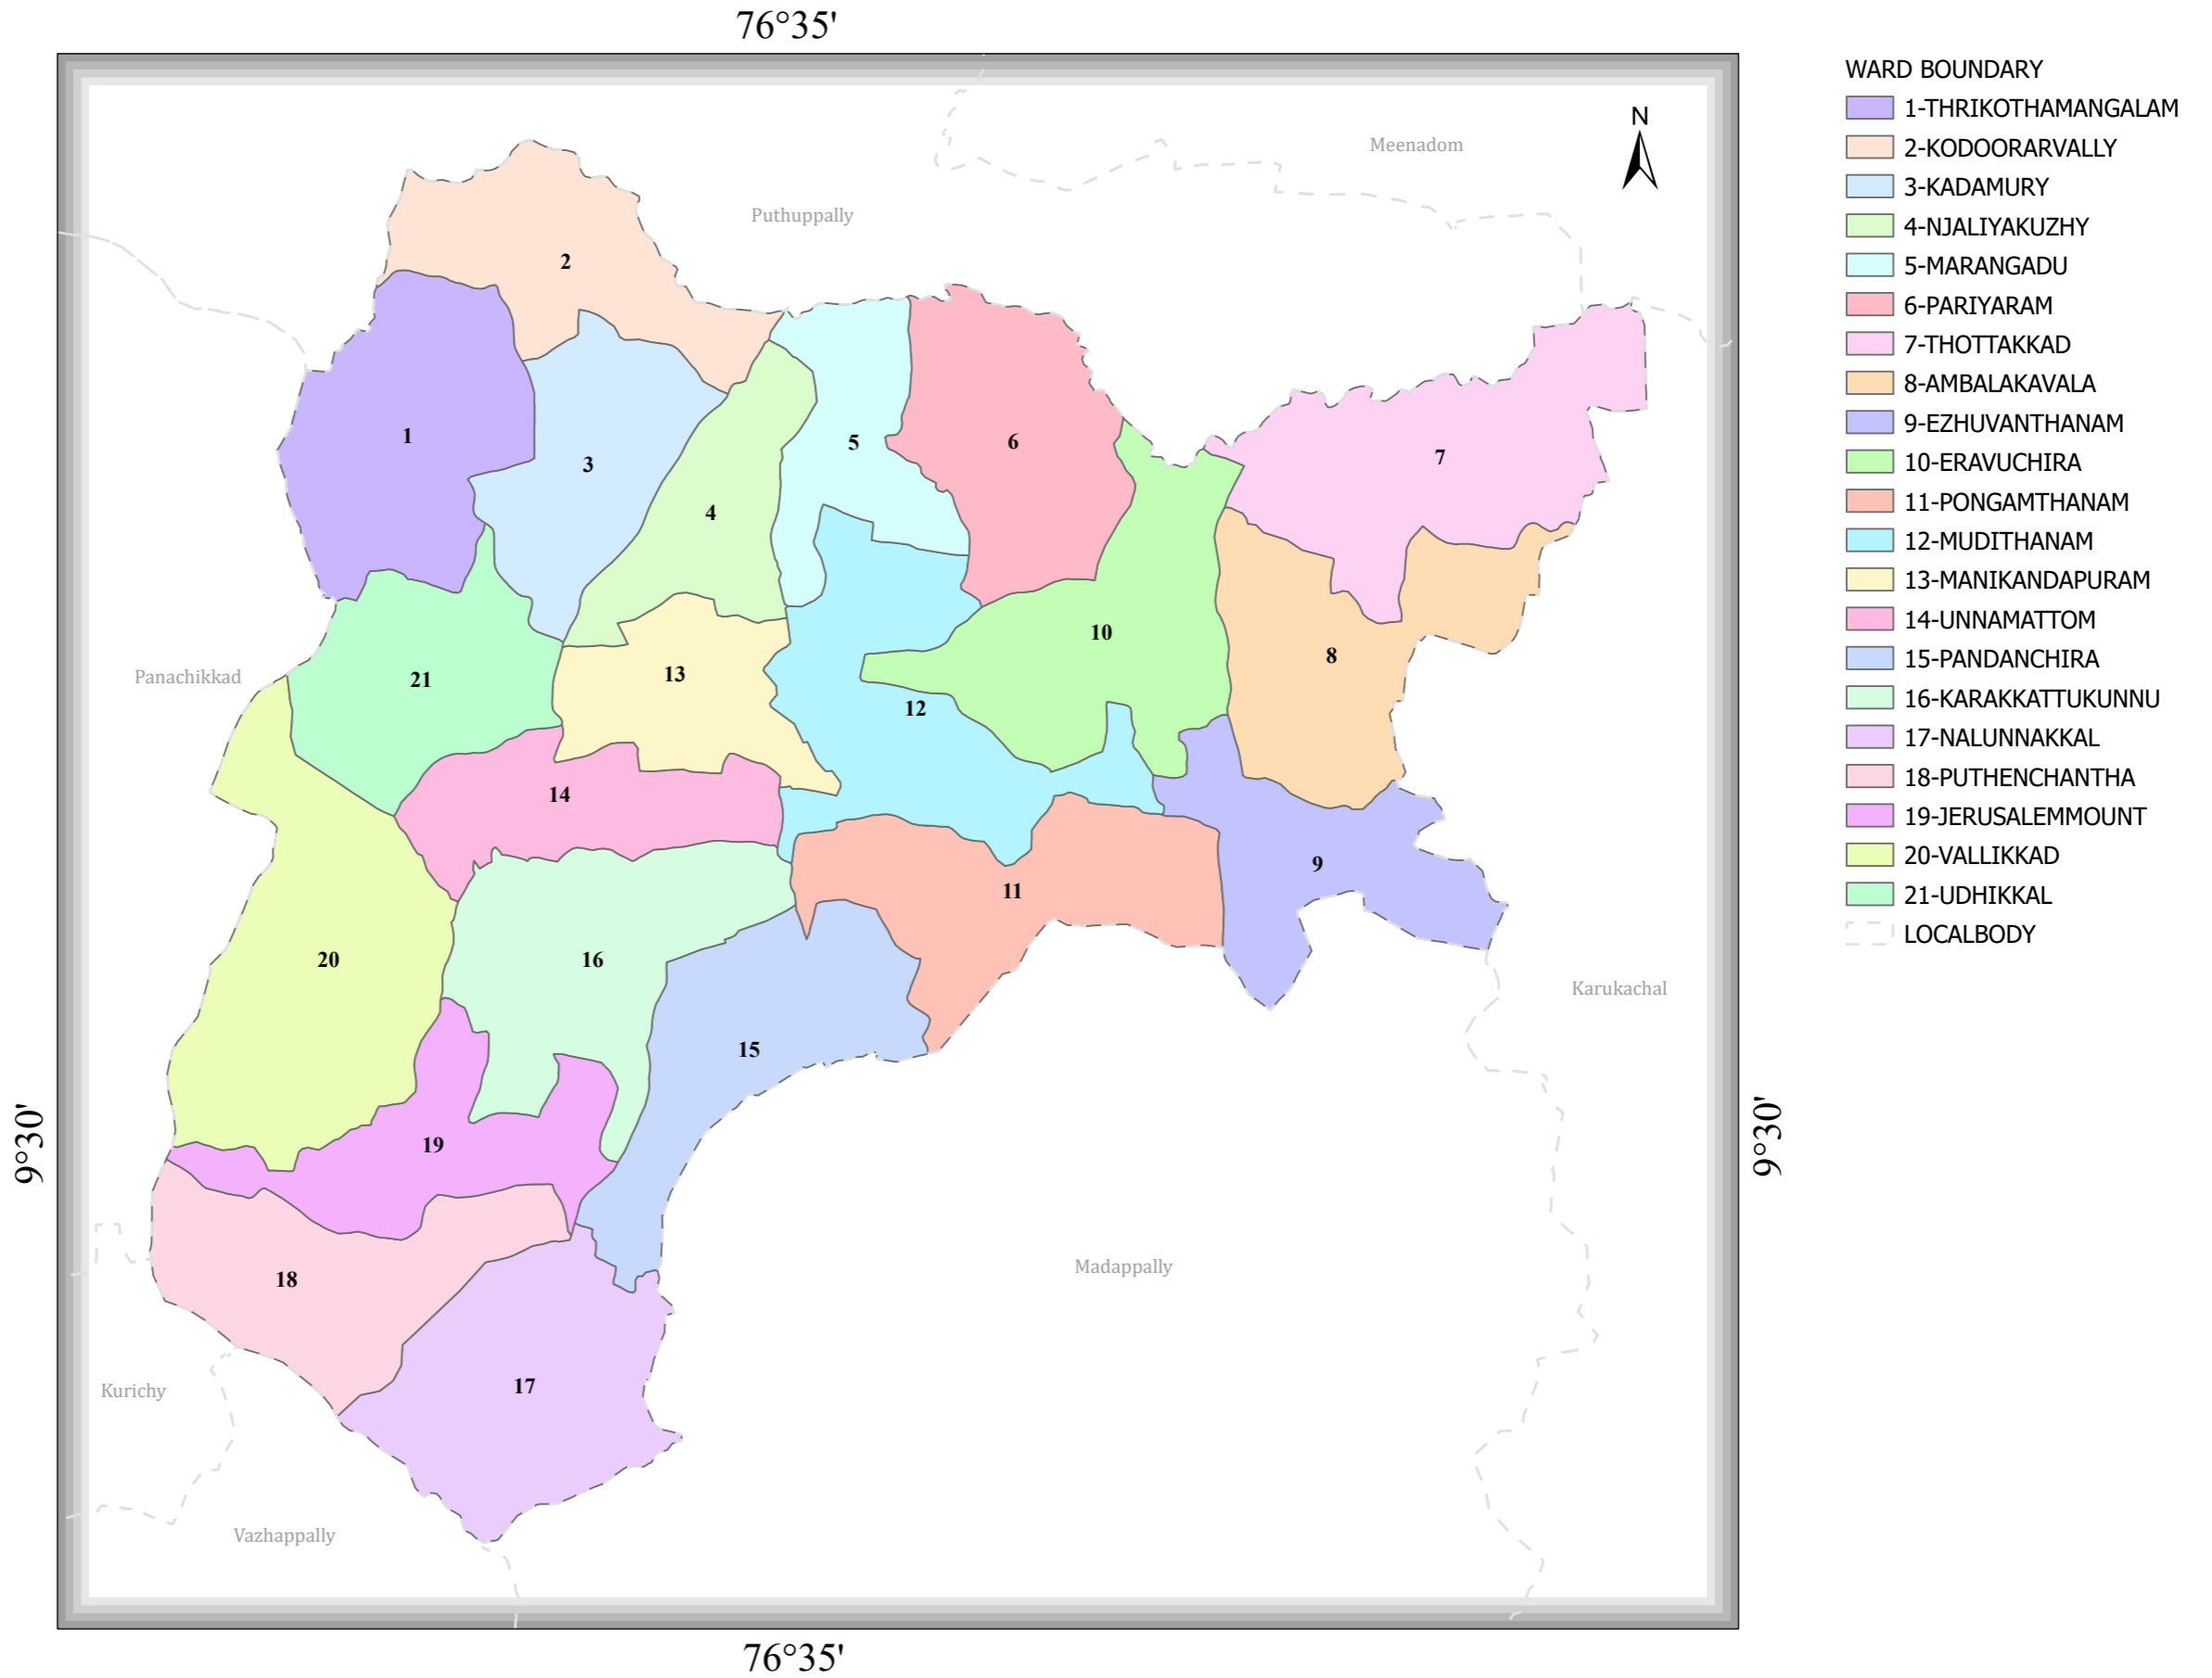 76°35'
WARD BOUNDARY
1-THRIKOTHAMANGALAM
2-KODOORARVALLY
3-KADAMURY
4-NJALIYAKUZHY
5-MARANGADU
6-PARIYARAM
7-THOTTAKKAD
8-AMBALAKAVALA
9-EZHUVANTHANAM
10-ERAVUCHIRA
11-PONGAMTHANAM
12-MUDITHANAM
13-MANIKANDAPURAM
14-UNNAMATTOM
15-PANDANCHIRA
16-KARAKKATTUKUNNU
17-NALUNNAKKAL
18-PUTHENCHANTHA
19-JERUSALEMMOUNT
20-VALLIKKAD
21-UDHIKKAL
LOCALBODY
N
Meenadom
Puthuppally
2
1
5
6
7
3
4
10
8
Panachikkad
21
13
12
14
9
11
20
16
Karukachal
15
9°30'
9°30'
19
Madappally
18
17
Kurichy
Vazhappally
76°35'